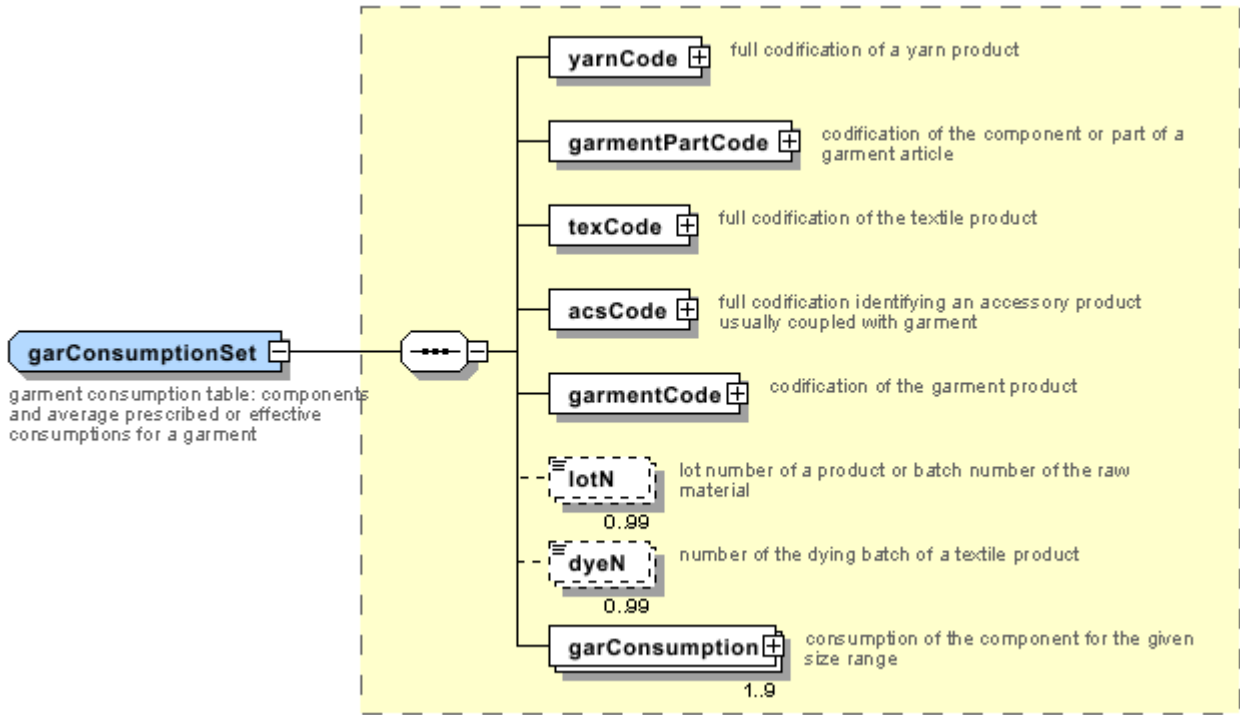 yarnCode
full codification of a yarn product
garmentPartCode
codification of the component or part of a
garment article
texCode
full codification of the textile product
acsCode
full codification identifying an accessory product
usually coupled with garment
garConsumptionSet
garment consumption table: components
and average prescribed or effective
consumptions for a garment
garmentCode
codification of the garment product
lotN
lot number of a product or batch number of the raw
material
0..99
dyeN
number of the dying batch of a textile product
0..99
garConsumption
consumption of the component for the given
size range
1..9